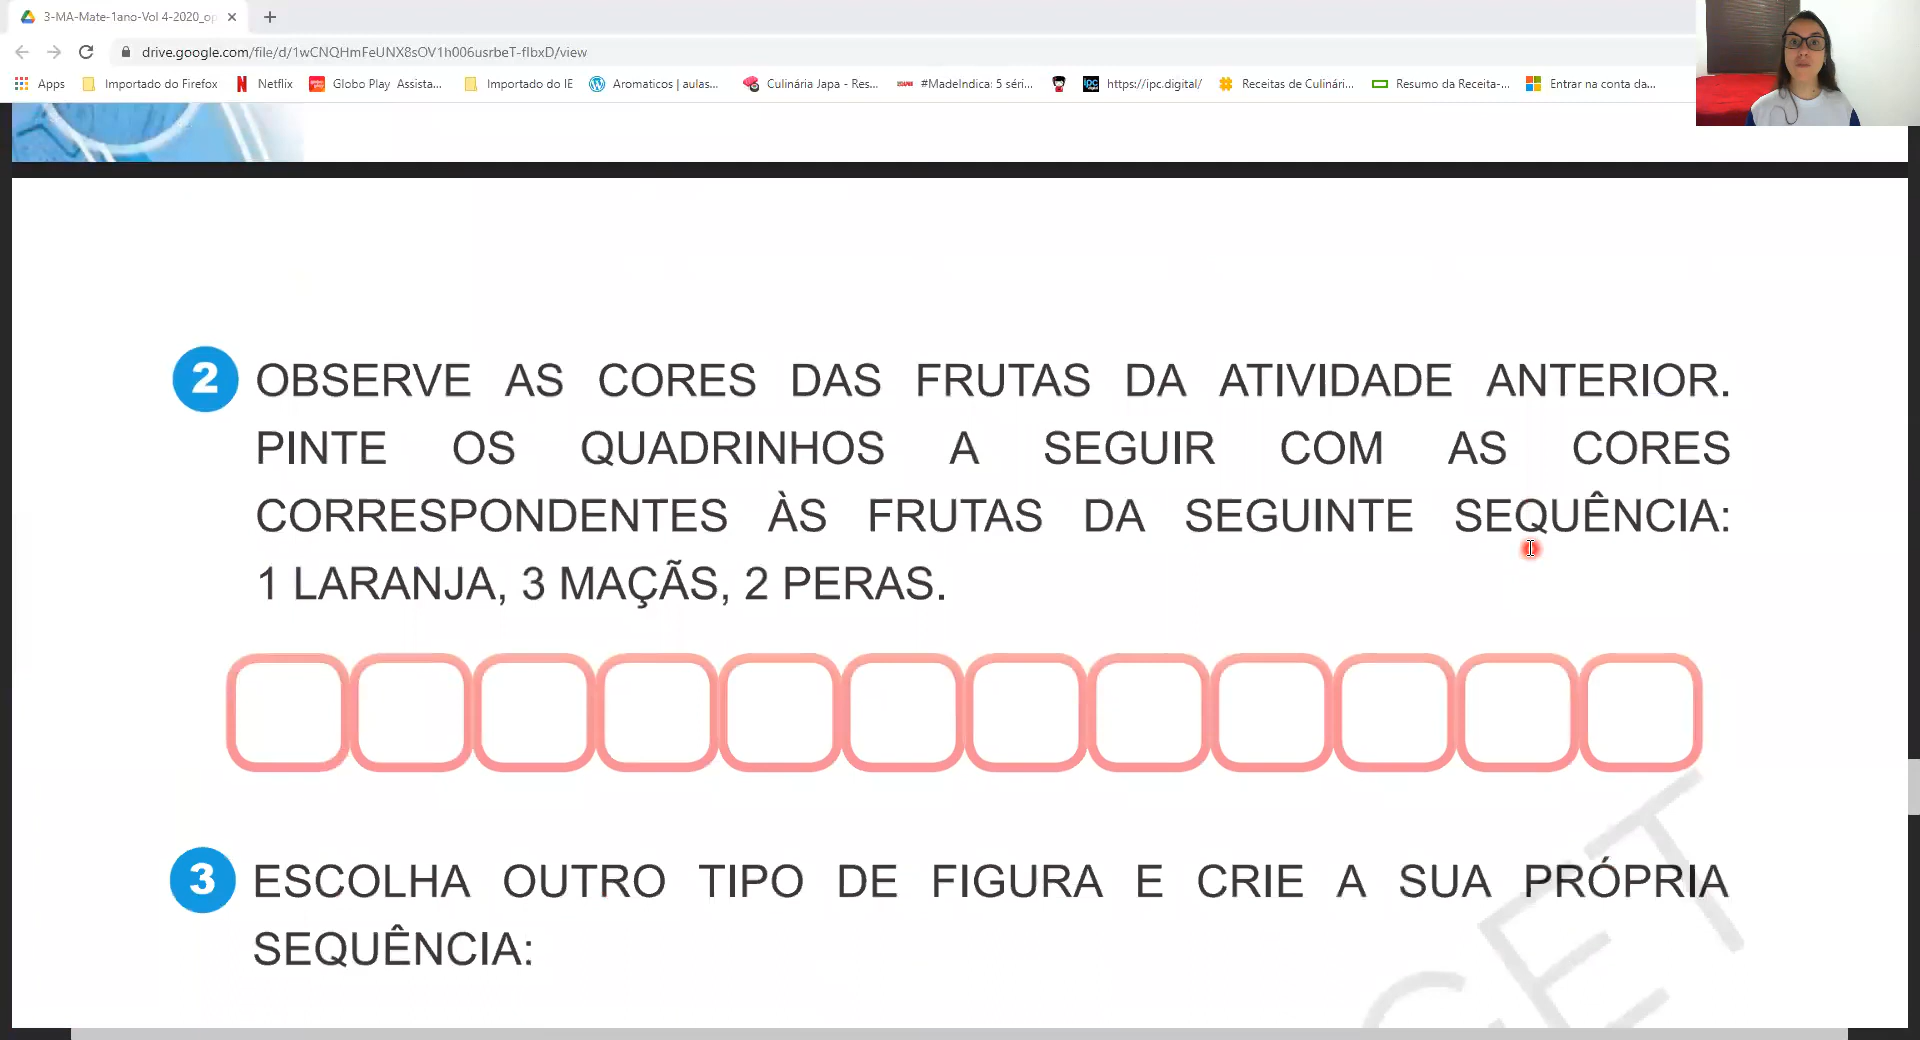 3-MA-Mate-1ano-Vol 4-2020_op
drive.google.com/file/d/1wCNQHmFeUNX8sOV1h006usrbeT-fIbxD/view
Apps Importado do Firefox Netflix Globo Play Assista... Importado do IE Aromaticos | aulas... Culinária Japa - Res... #MadeIndica: 5 séri... https://ipc.digital/ Receitas de Culinári... Resumo da Receita-... Entrar na conta da...
2 OBSERVE AS CORES DAS FRUTAS DA ATIVIDADE ANTERIOR.
PINTE OS QUADRINHOS A SEGUIR COM AS CORES
CORRESPONDENTES ÀS FRUTAS DA SEGUINTE SEQUÊNCIA:
1 LARANJA, 3 MAÇÃS, 2 PERAS.
3 ESCOLHA OUTRO TIPO DE FIGURA E CRIE A SUA PRÓPRIA
SEQUÊNCIA: